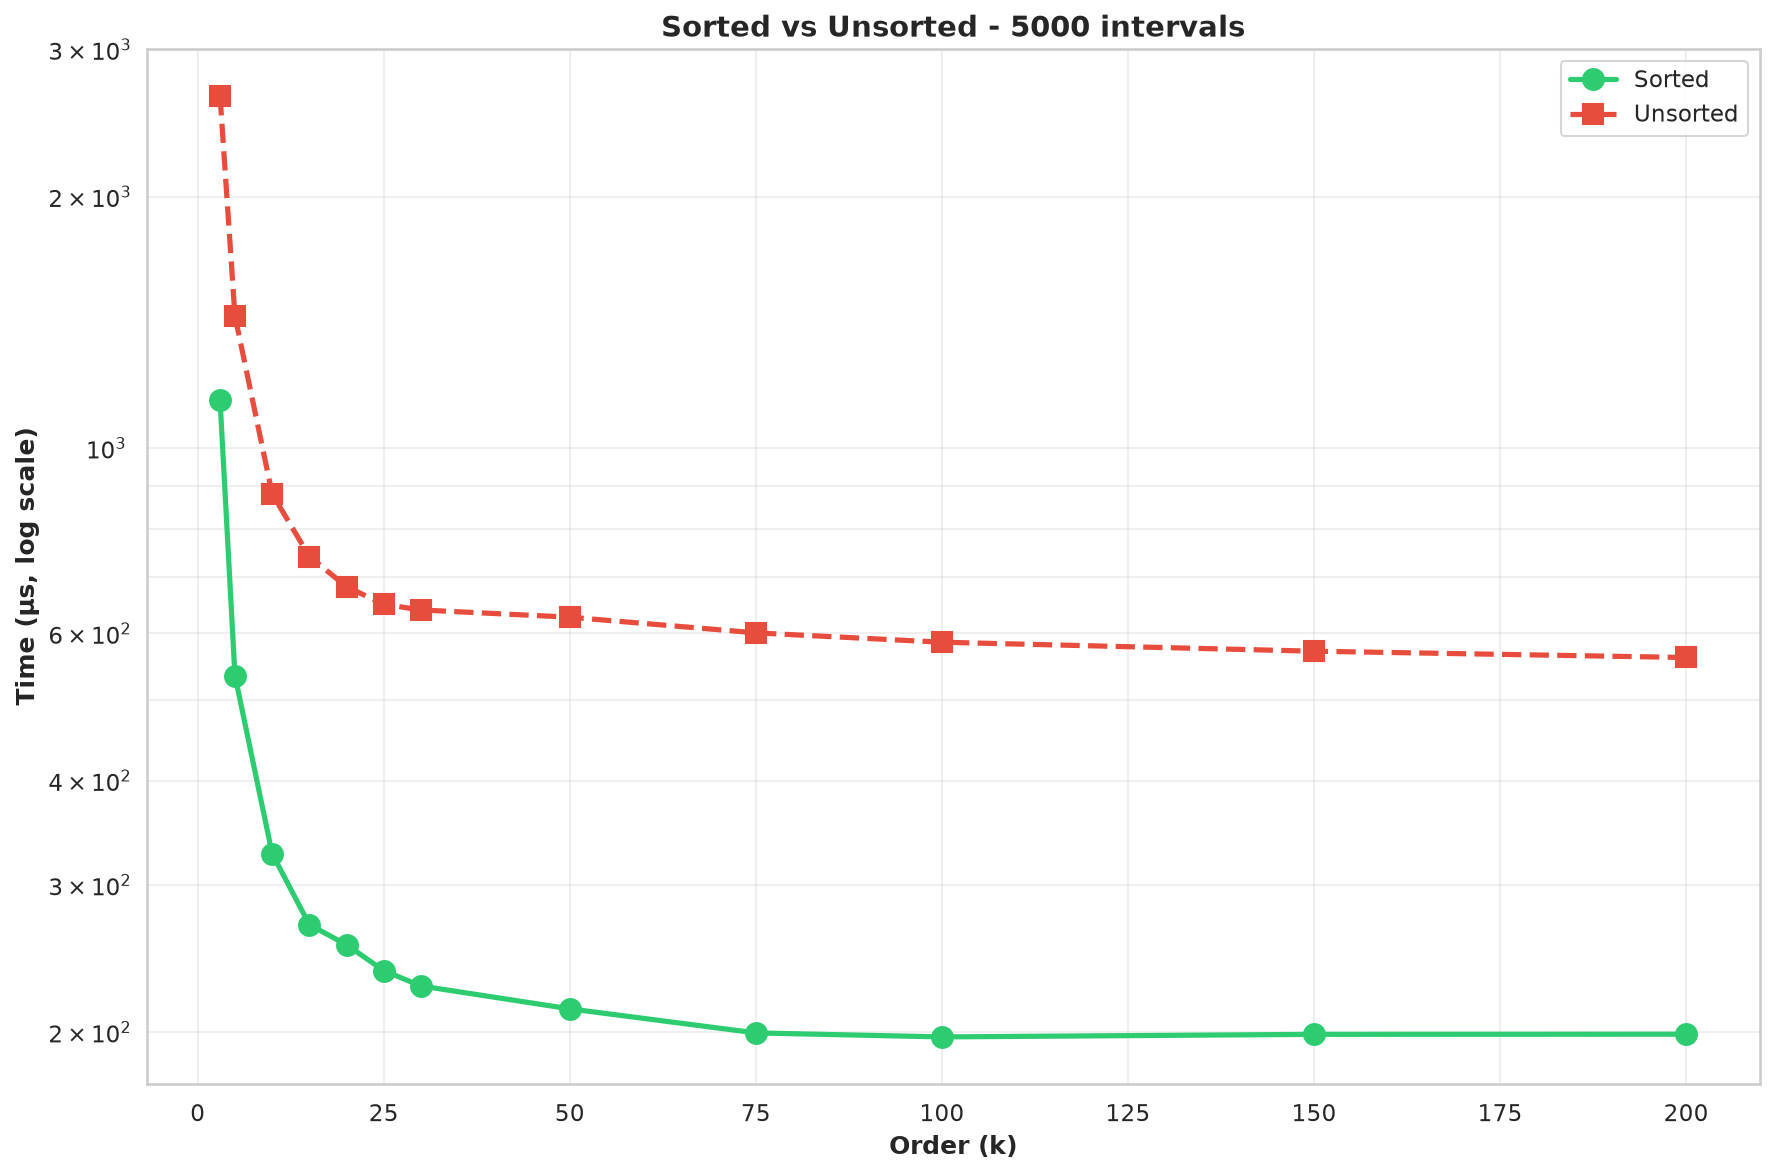 Sorted vs Unsorted - 5000 intervals
Sorted
Unsorted
Time (µs, log scale)
3 × 10³
2 × 10³
10³
6 × 10²
4 × 10²
3 × 10²
2 × 10²
0 25 50 75 100 125 150 175 200
Order (k)